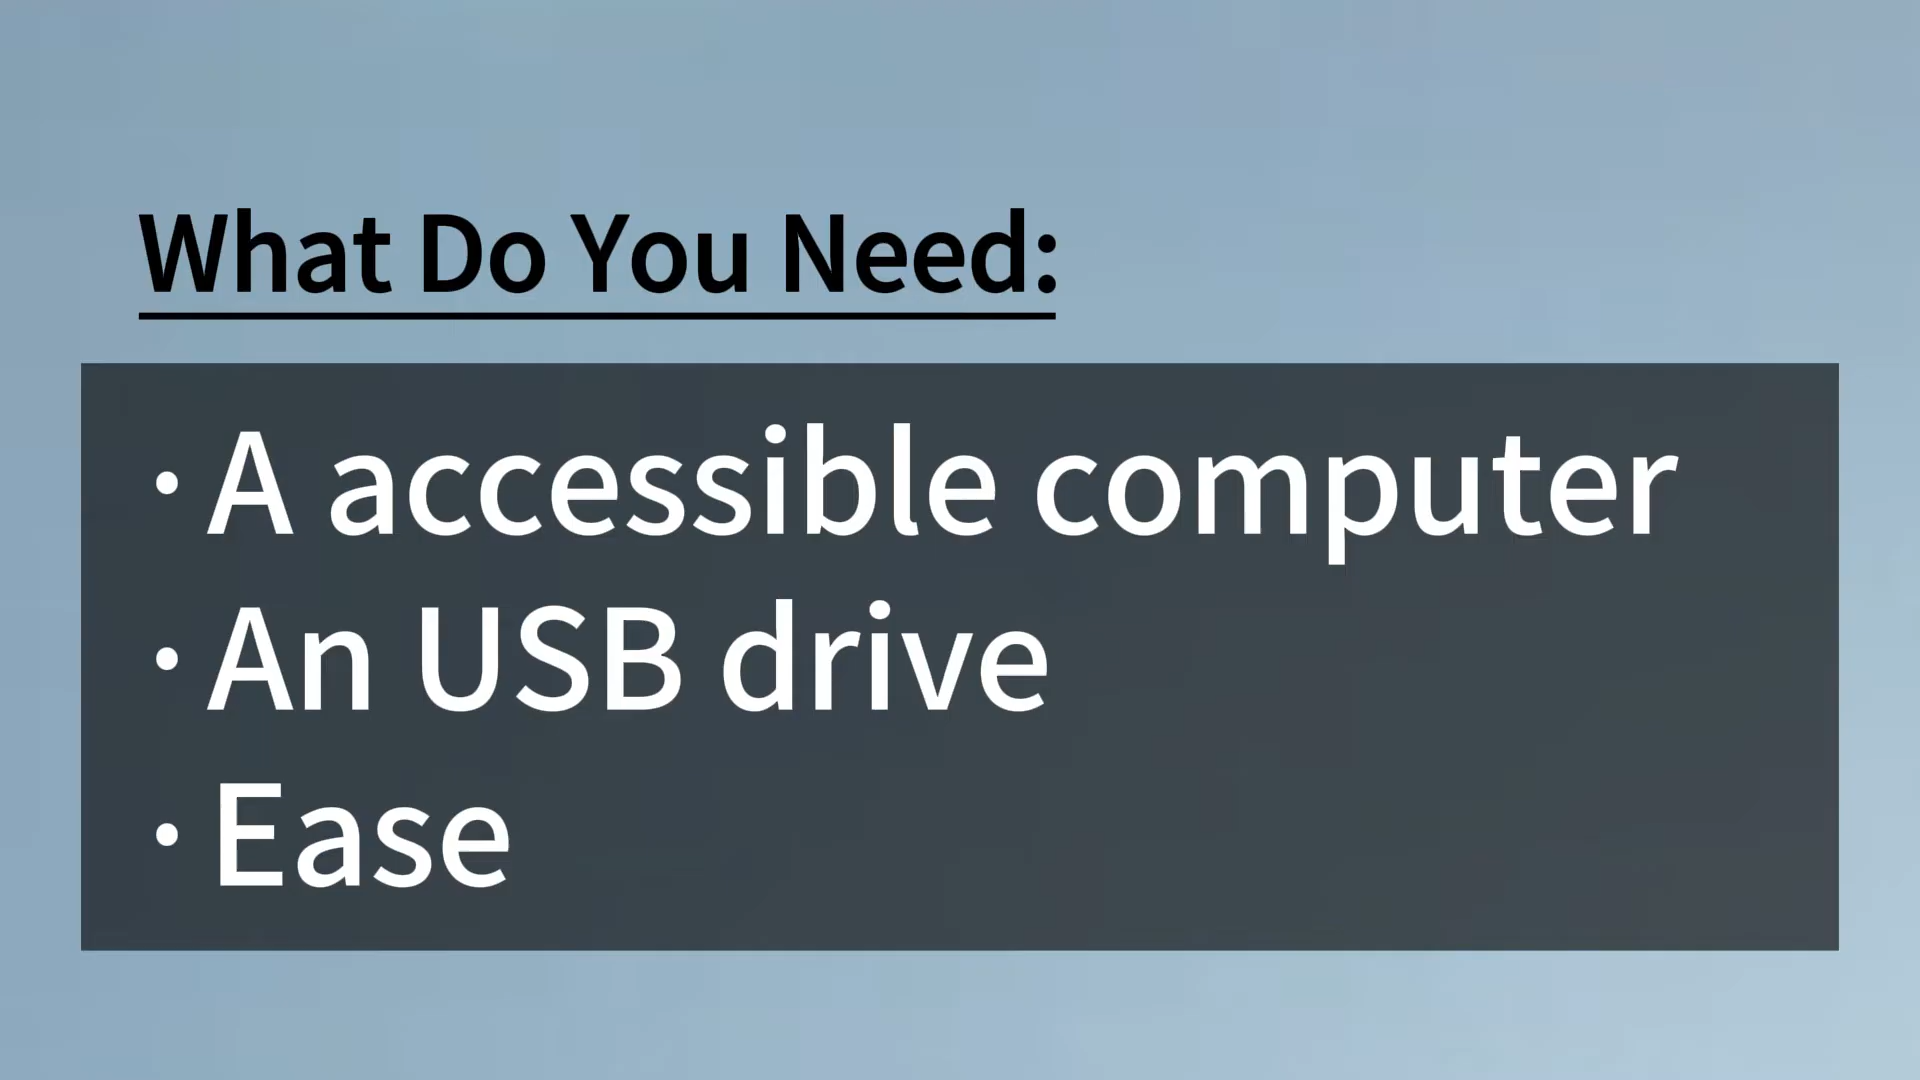 What Do You Need:
· A accessible computer
· An USB drive
· Ease